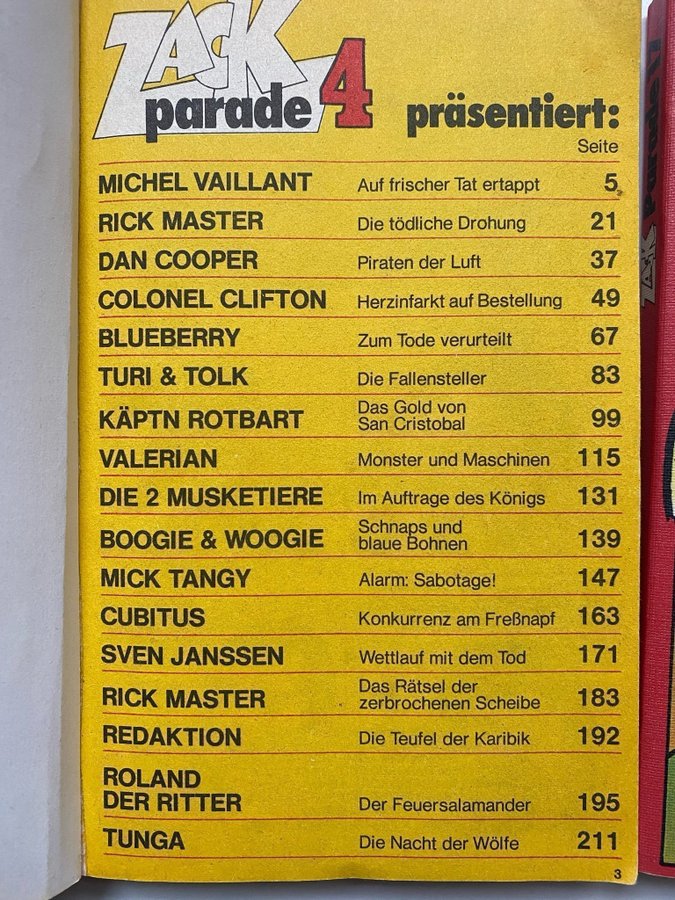 ZACK
parade 4 präsentiert:
Seite
MICHEL VAILLANT Auf frischer Tat ertappt 5
RICK MASTER Die tödliche Drohung 21
DAN COOPER Piraten der Luft 37
COLONEL CLIFTON Herzinfarkt auf Bestellung 49
BLUEBERRY Zum Tode verurteilt 67
TURI & TOLK Die Fallensteller 83
KÄPTN ROTBART Das Gold von
San Cristobal 99
VALERIAN Monster und Maschinen 115
DIE 2 MUSKETIERE Im Auftrage des Königs 131
BOOGIE & WOOGIE Schnaps und
blaue Bohnen 139
MICK TANGY Alarm: Sabotage! 147
CUBITUS Konkurrenz am Freßnapf 163
SVEN JANSSEN Wettlauf mit dem Tod 171
RICK MASTER Das Rätsel der
zerbrochenen Scheibe 183
REDAKTION Die Teufel der Karibik 192
ROLAND
DER RITTER Der Feuersalamander 195
TUNGA Die Nacht der Wölfe 211
3
ZACK Parade